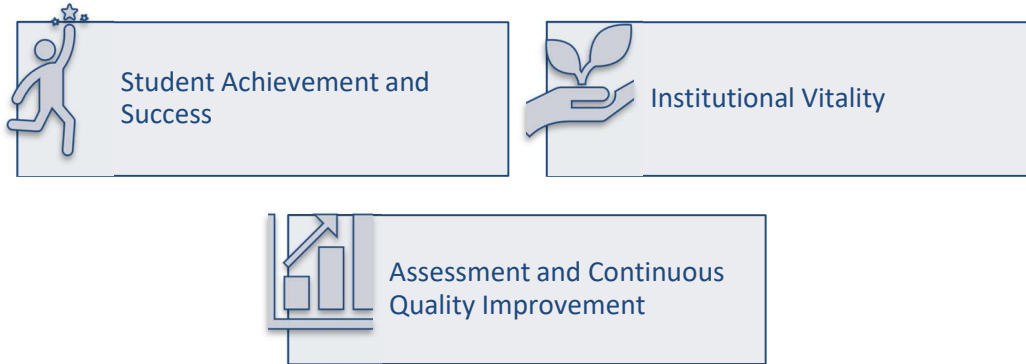 Student Achievement and
Success
Institutional Vitality
Assessment and Continuous
Quality Improvement